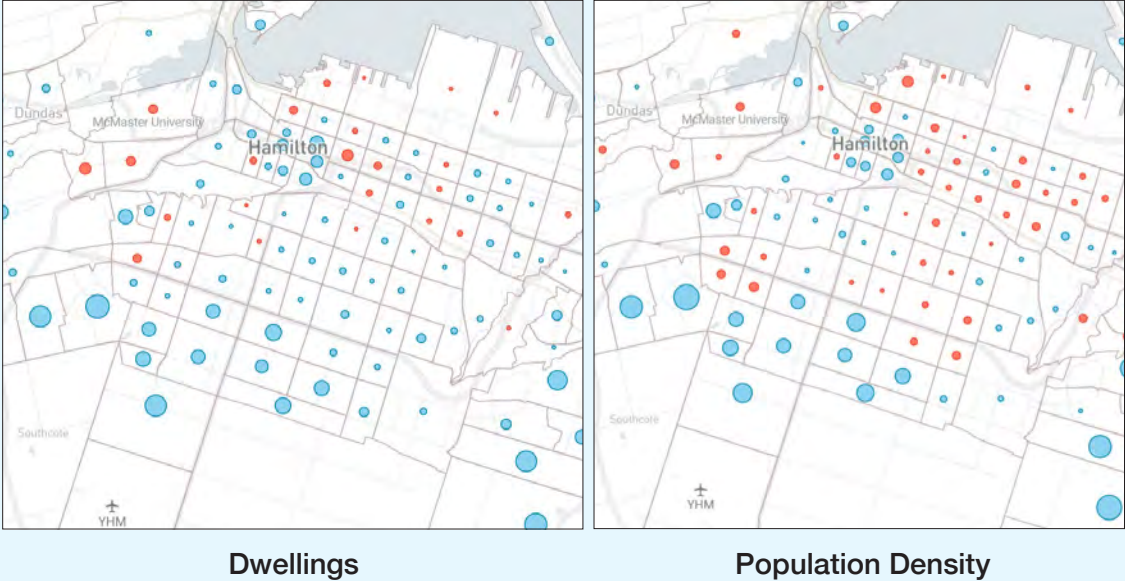 Dundas
McMaster University
Hamilton
Southcote
YHM
Dwellings
Dundas
McMaster University
Hamilton
Southcote
YHM
Population Density